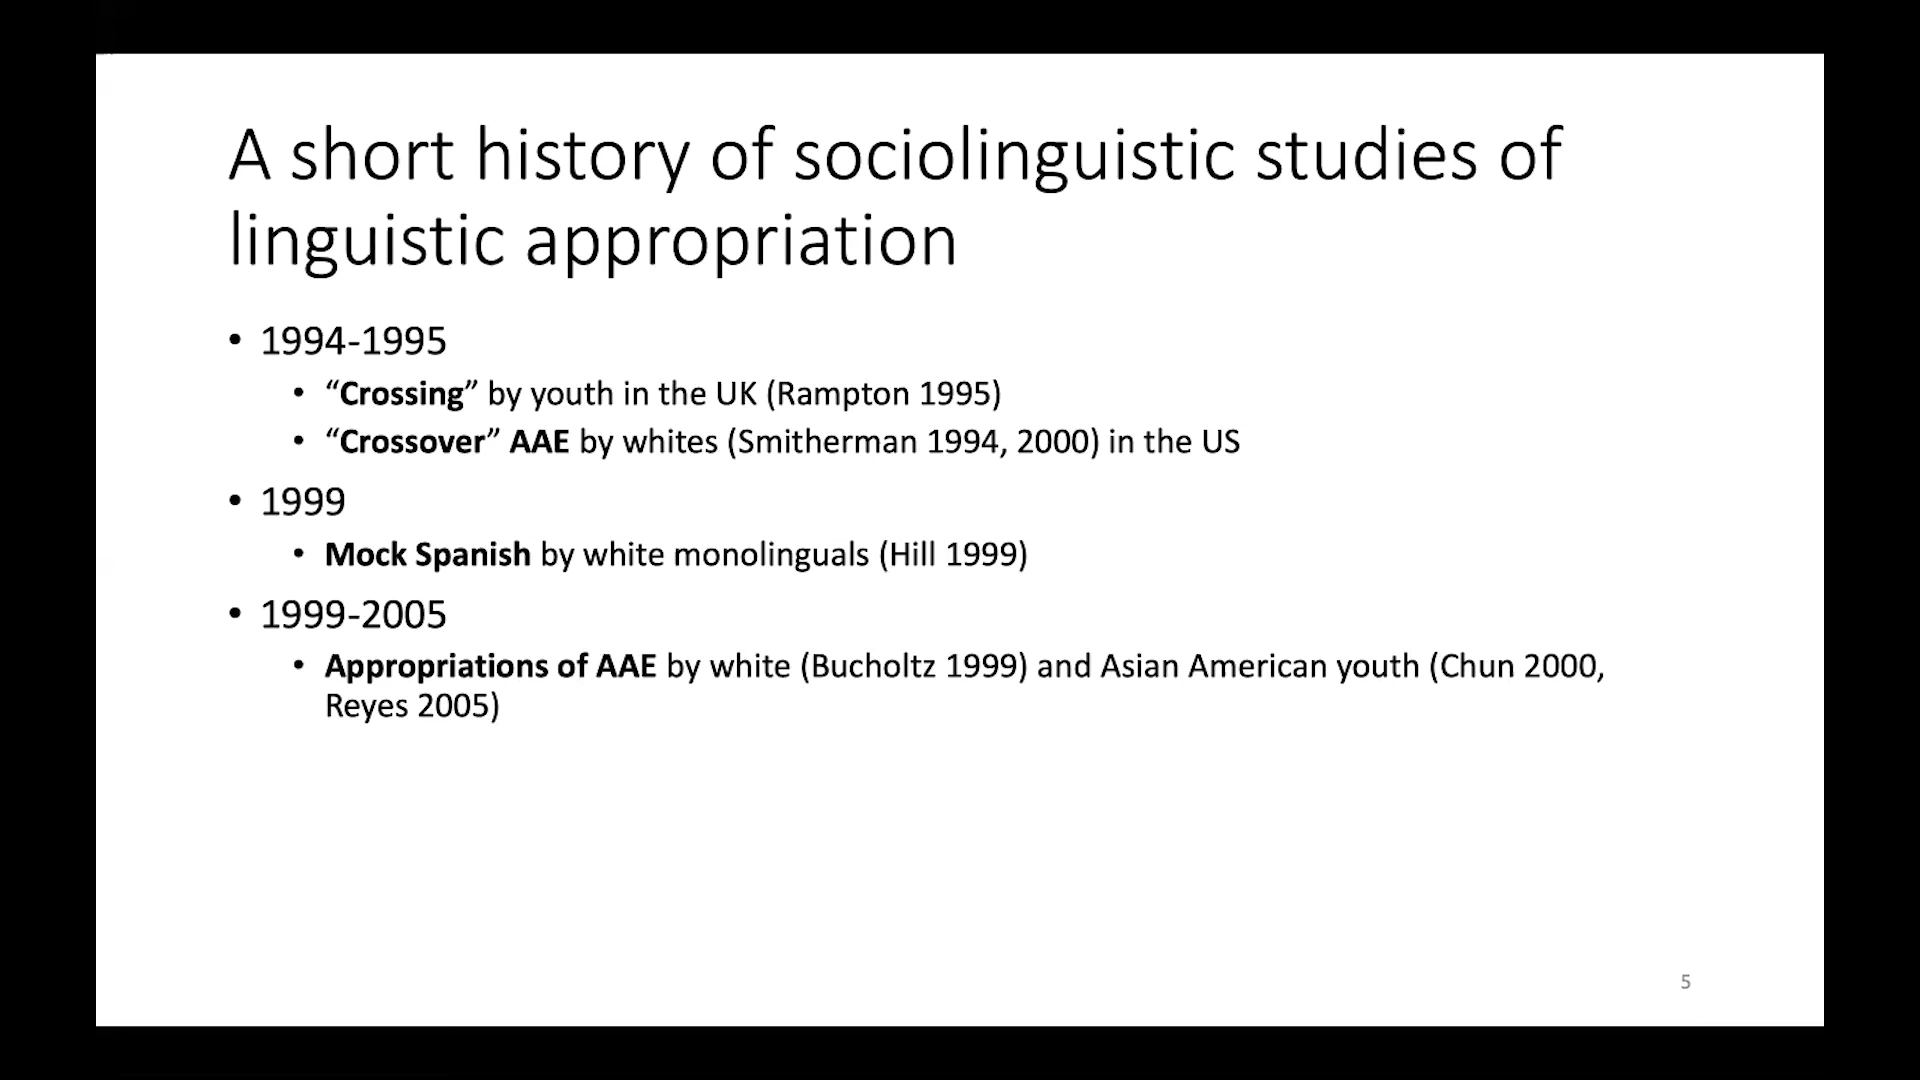 A short history of sociolinguistic studies of
linguistic appropriation
• 1994-1995
• “Crossing” by youth in the UK (Rampton 1995)
• “Crossover” AAE by whites (Smitherman 1994, 2000) in the US
• 1999
• Mock Spanish by white monolinguals (Hill 1999)
• 1999-2005
• Appropriations of AAE by white (Bucholtz 1999) and Asian American youth (Chun 2000,
Reyes 2005)
5